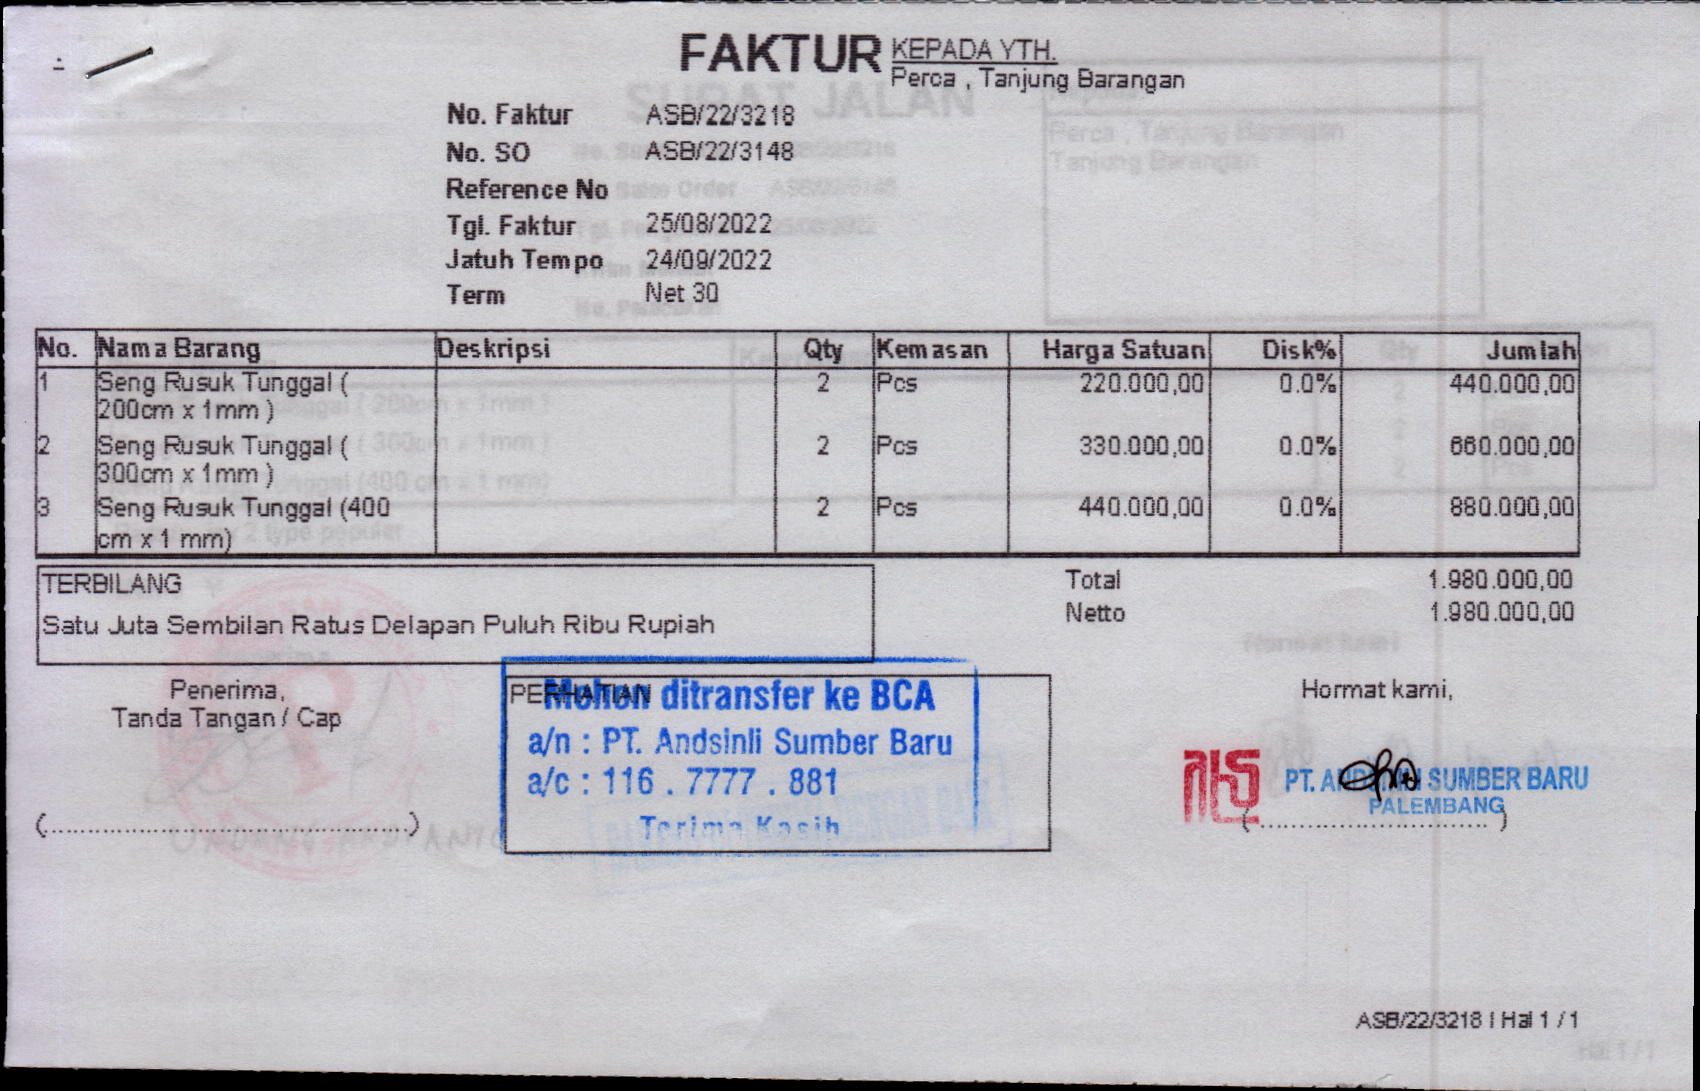 FAKTUR
KEPADA YTH.
Perca , Tanjung Barangan
No. Faktur ASB/22/3218
No. SO ASB/22/3148
Reference No
Tgl. Faktur 25/08/2022
Jatuh Tempo 24/09/2022
Term Net 30
No. Nama Barang Deskripsi Qty Kemasan Harga Satuan Disk% Jumlah
1 Seng Rusuk Tunggal ( 2 Pcs 220.000,00 0.0% 440.000,00
200cm x 1mm )
2 Seng Rusuk Tunggal ( 2 Pcs 330.000,00 0.0% 660.000,00
300cm x 1mm )
3 Seng Rusuk Tunggal (400 2 Pcs 440.000,00 0.0% 880.000,00
cm x 1 mm)
TERBILANG
Satu Juta Sembilan Ratus Delapan Puluh Ribu Rupiah
Total 1.980.000,00
Netto 1.980.000,00
Penerima,
Tanda Tangan / Cap
(..........................................................)
PERHATIAN
Mohon ditransfer ke BCA
a/n : PT. Andsinli Sumber Baru
a/c : 116 . 7777 . 881
Terima Kasih
Hormat kami,
PT. SUMBER BARU
PALEMBANG
(....................................)
ASB/22/3218 | Hal 1 / 1